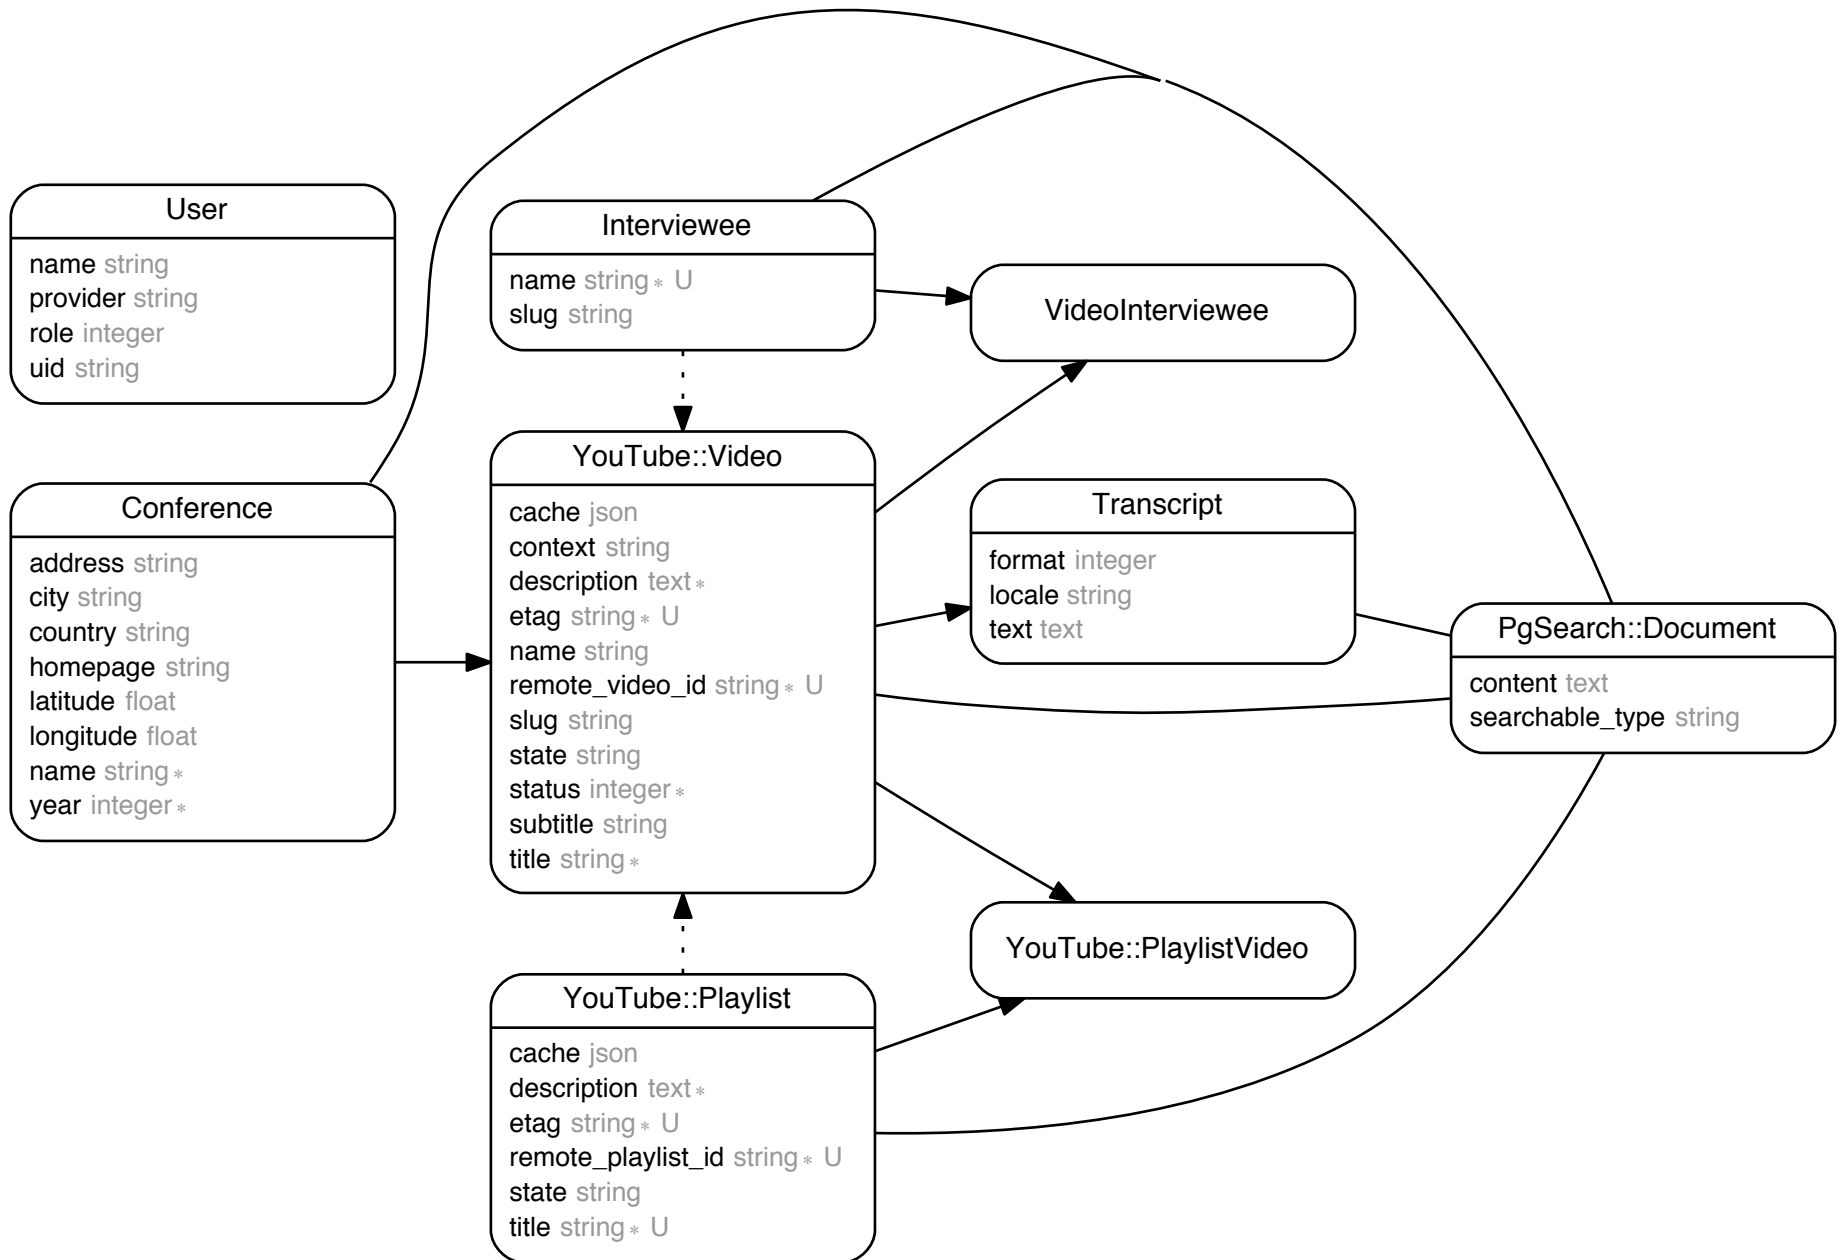 User
name string
provider string
role integer
uid string
Conference
address string
city string
country string
homepage string
latitude float
longitude float
name string *
year integer *
Interviewee
name string * U
slug string
YouTube::Video
cache json
context string
description text *
etag string * U
name string
remote_video_id string * U
slug string
state string
status integer *
subtitle string
title string *
YouTube::Playlist
cache json
description text *
etag string * U
remote_playlist_id string * U
state string
title string * U
VideoInterviewee
Transcript
format integer
locale string
text text
YouTube::PlaylistVideo
PgSearch::Document
content text
searchable_type string